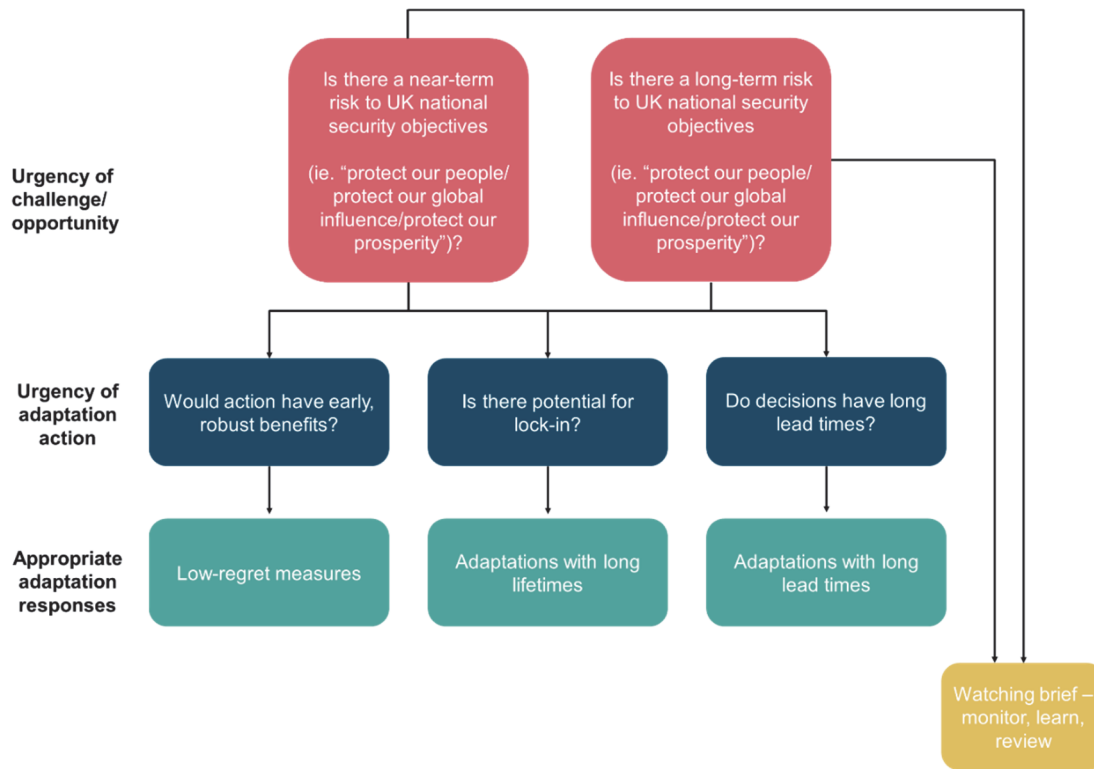 Is there a near-term
risk to UK national
security objectives
(ie. “protect our people/
protect our global
influence/protect our
prosperity”)?
Is there a long-term risk
to UK national security
objectives
(ie. “protect our people/
protect our global
influence/protect our
prosperity”)?
Urgency of
challenge/
opportunity
Urgency of
adaptation
action
Would action have early,
robust benefits?
Is there potential for
lock-in?
Do decisions have long
lead times?
Appropriate
adaptation
responses
Low-regret measures
Adaptations with long
lifetimes
Adaptations with long
lead times
Watching brief –
monitor, learn,
review